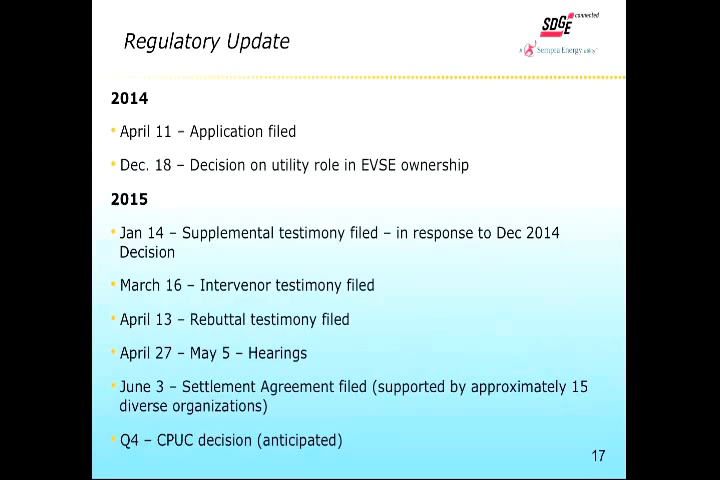 Regulatory Update
SDGE connected
A Sempra Energy utility
2014
• April 11 – Application filed
• Dec. 18 – Decision on utility role in EVSE ownership
2015
• Jan 14 – Supplemental testimony filed – in response to Dec 2014
Decision
• March 16 – Intervenor testimony filed
• April 13 – Rebuttal testimony filed
• April 27 – May 5 – Hearings
• June 3 – Settlement Agreement filed (supported by approximately 15
diverse organizations)
• Q4 – CPUC decision (anticipated)
17